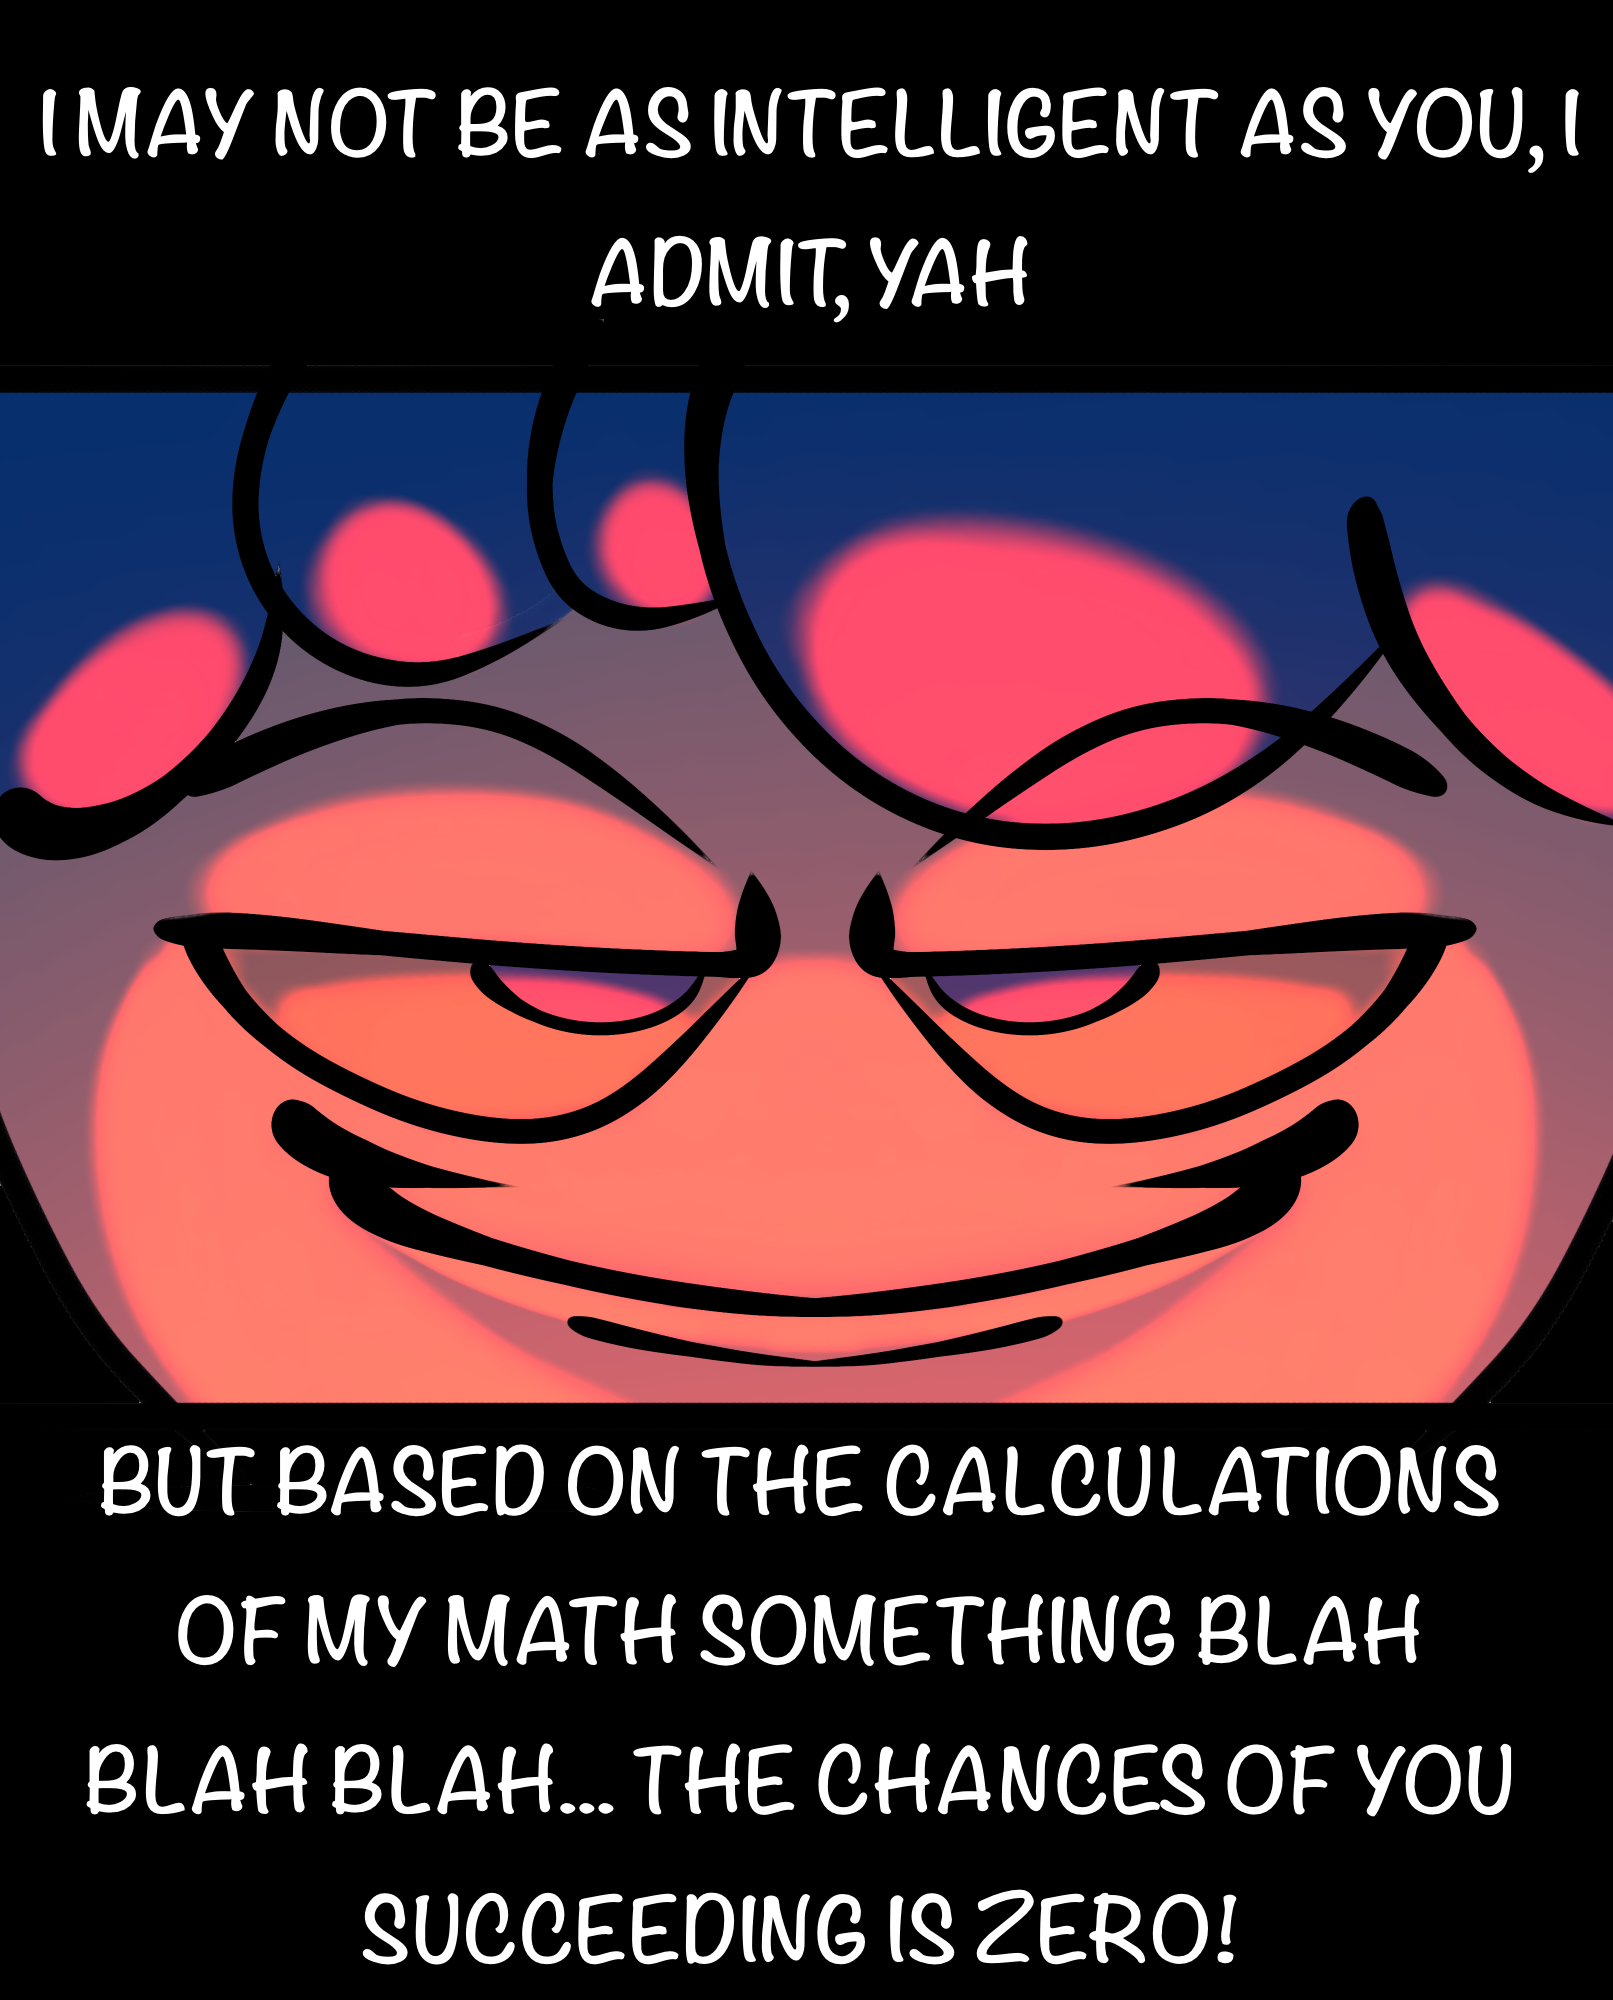 I MAY NOT BE AS INTELLIGENT AS YOU, I
ADMIT, YAH
BUT BASED ON THE CALCULATIONS
OF MY MATH SOMETHING BLAH
BLAH BLAH... THE CHANCES OF YOU
SUCCEEDING IS ZERO!